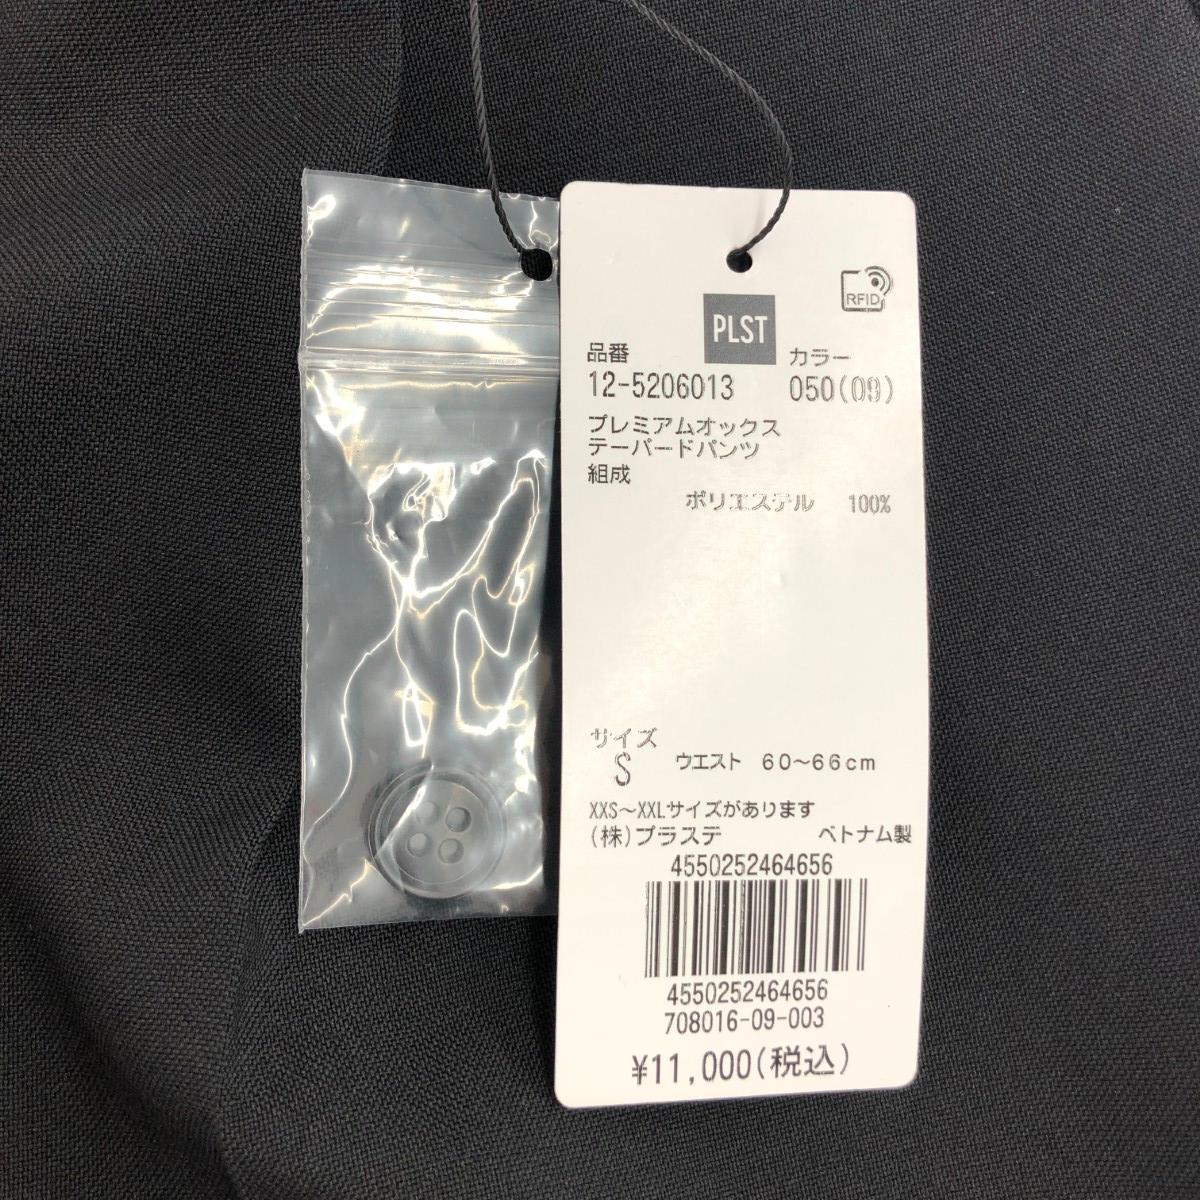 RFID
PLST
品番 カラー
12-5206013 050(09)
プレミアムオックス
テーパードパンツ
組成
ポリエステル 100%
サイズ
S ウエスト 60～66cm
XXS～XXLサイズがあります
(株)プラステ ベトナム製
4550252464656
4550252464656
708016-09-003
¥11,000(税込)